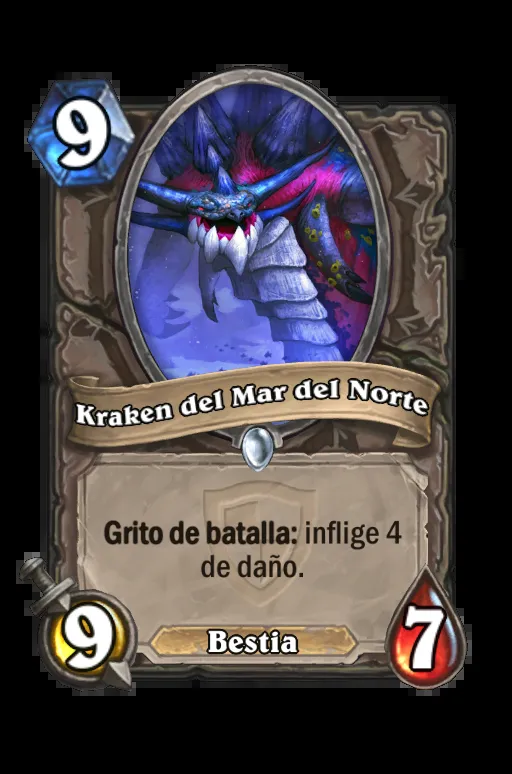 9
Kraken del Mar del Norte
Grito de batalla: inflige 4
de daño.
9
Bestia
7